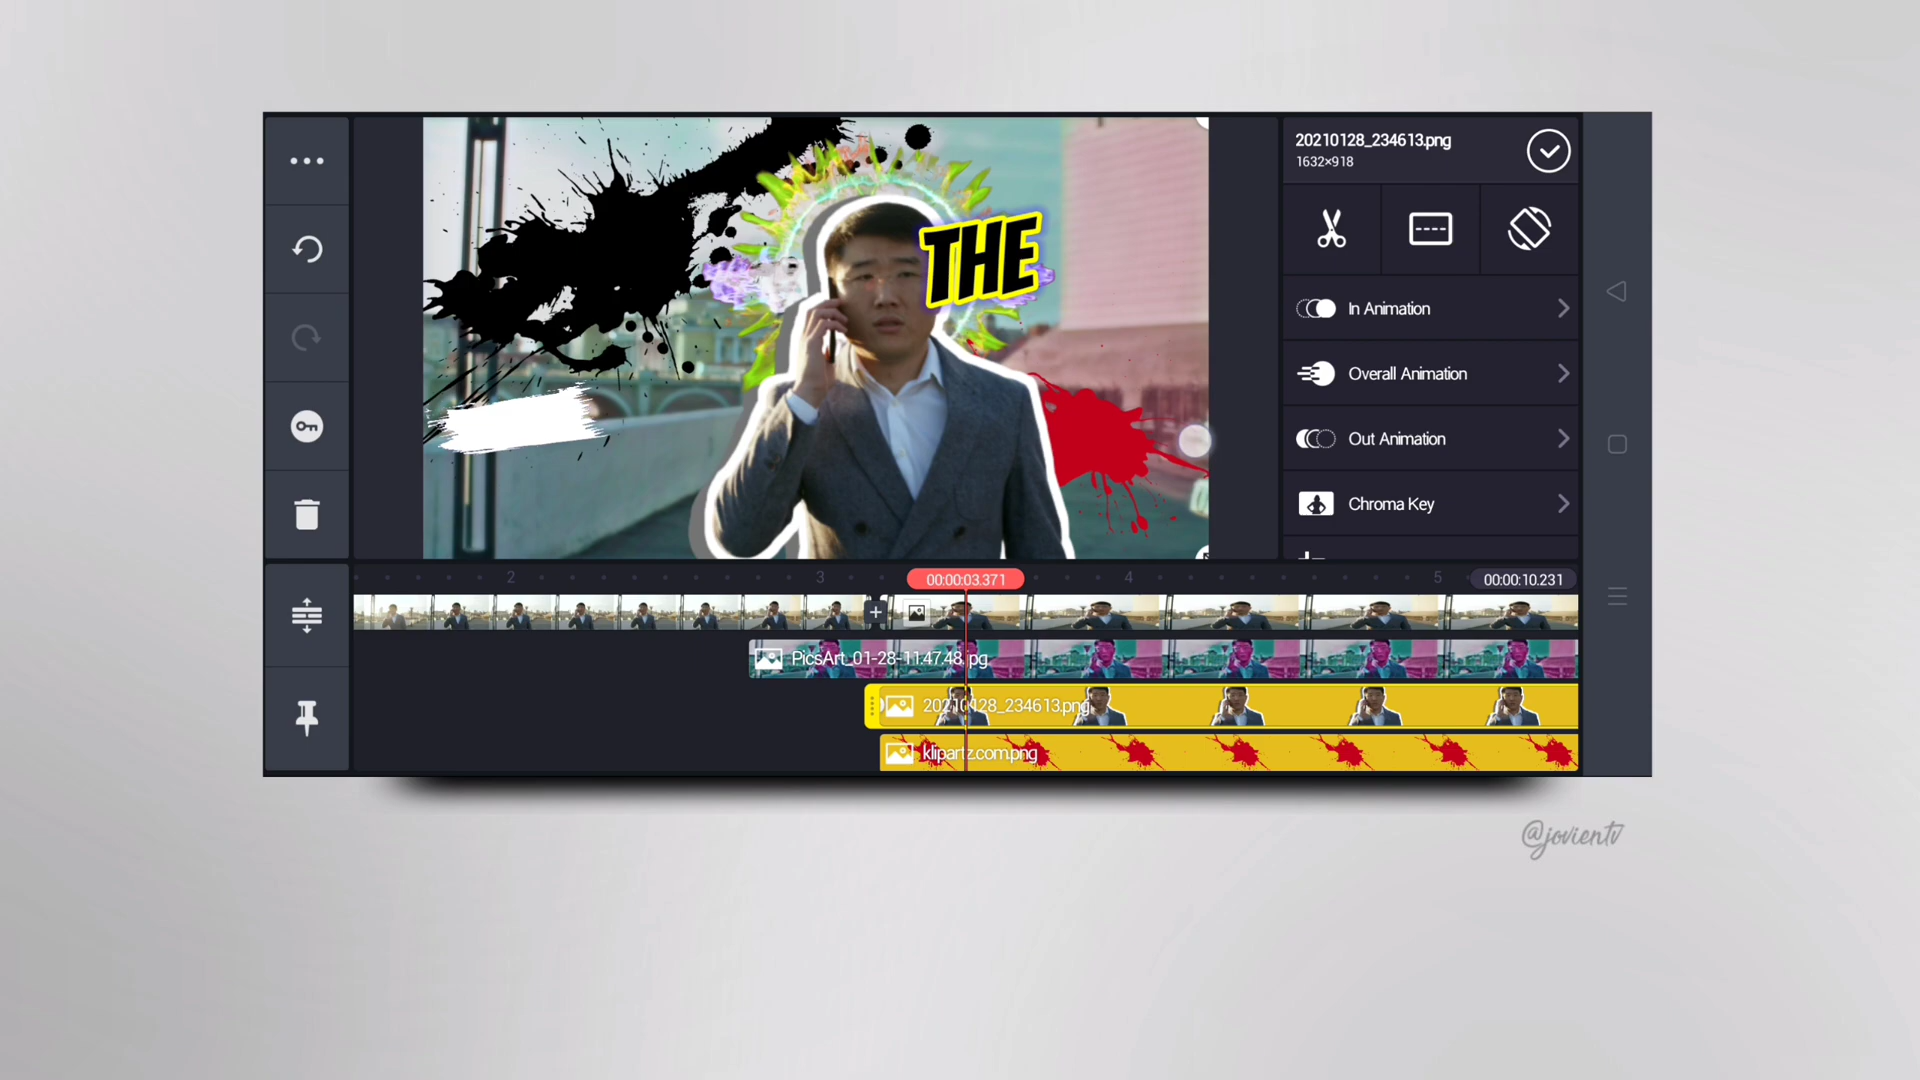 20210128_234613.png
1632×918
THE
In Animation
Overall Animation
Out Animation
Chroma Key
2
3
00:00:03.371
4
5
00:00:10.231
PicsArt_01-28-11.47.48.jpg
20210128_234613.png
klipartz.com.png
@jovientv